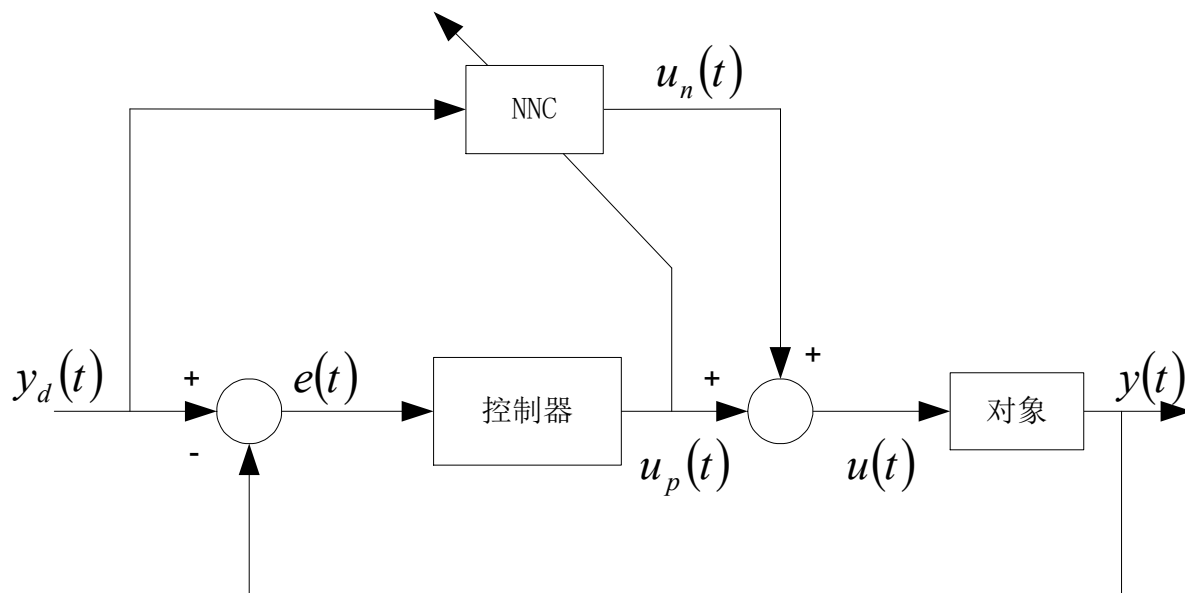 u_n(t)
NNC
y_d(t)
+
-
e(t)
控制器
+
u_p(t)
+
u(t)
对象
y(t)